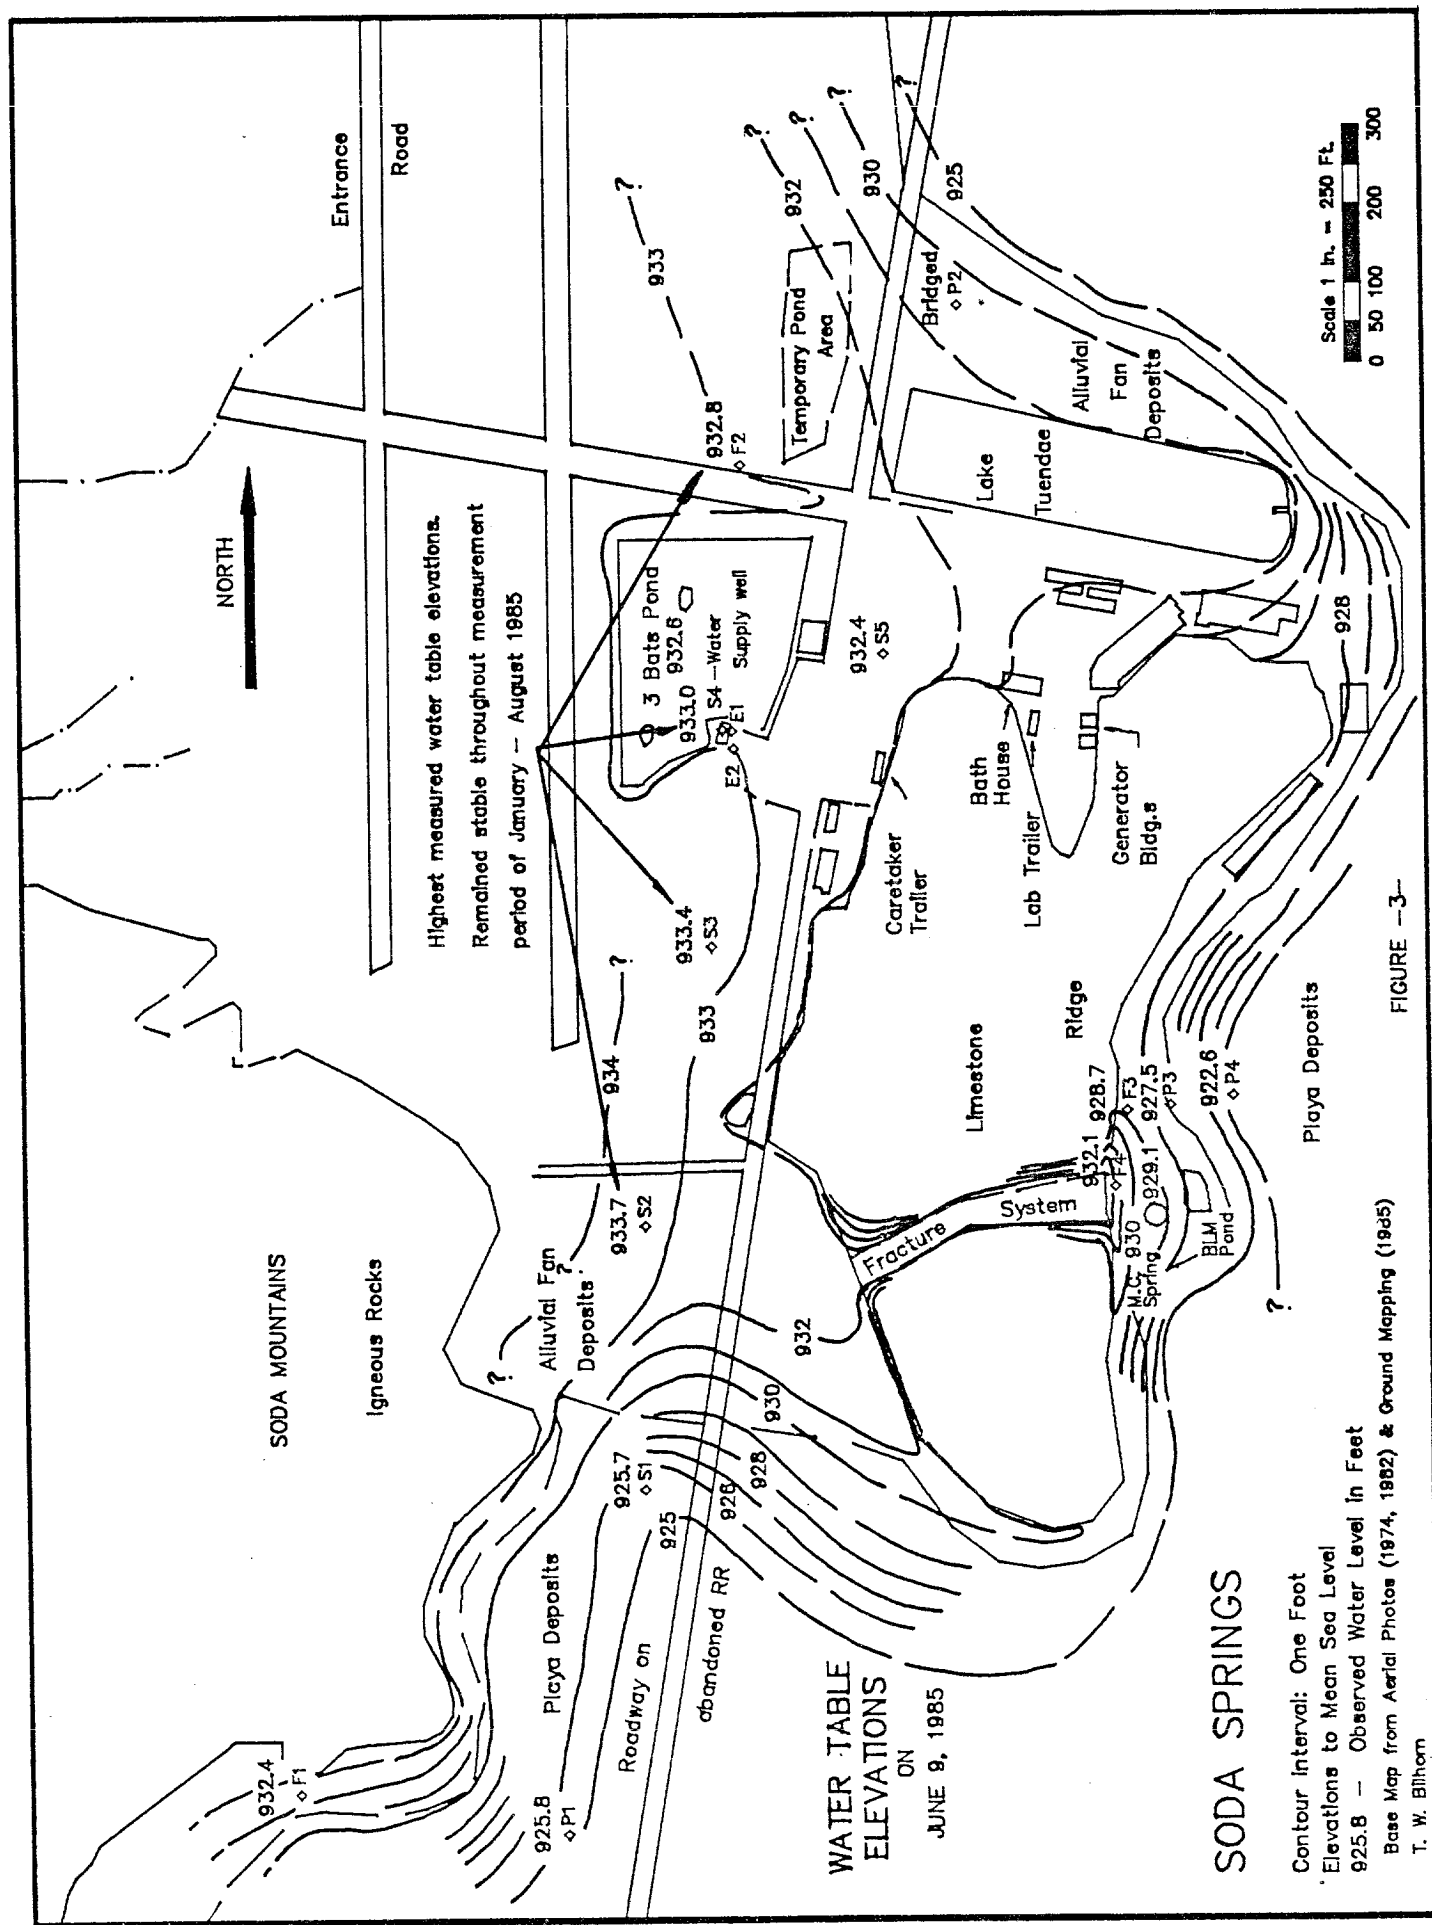 Entrance
Road
NORTH
Highest measured water table elevations.
Remained stable throughout measurement
period of January — August 1985
SODA MOUNTAINS
Igneous Rocks
933
?
?
?
?
?
932
930
925
932.8
F2
Temporary Pond
Area
Bridged
P2
3 Bats Pond
932.6
933.0
S4 — Water
Supply well
E1
E2
932.4
S5
Lake
Tuendae
Alluvial
Fan
Deposits
933.4
S3
934
?
933
933.7
S2
Alluvial Fan
Deposits
?
?
Caretaker
Trailer
Bath
House
Lab Trailer
Generator
Bldg.s
928
Limestone
Ridge
Fracture
System
932.1
F4
928.7
F3
927.5
P3
922.6
P4
929.1
930
M.C.
Spring
BLM
Pond
?
Playa Deposits
932
930
928
926
925
925.7
S1
Playa Deposits
Roadway on
abandoned RR
932.4
F1
925.8
P1
WATER TABLE
ELEVATIONS
ON
JUNE 9, 1985
SODA SPRINGS
Contour Interval: One Foot
Elevations to Mean Sea Level
925.8 — Observed Water Level in Feet
Base Map from Aerial Photos (1974, 1982) & Ground Mapping (1985)
T. W. Bilhorn
Scale 1 in. = 250 Ft.
0 50 100 200 300
FIGURE -3-